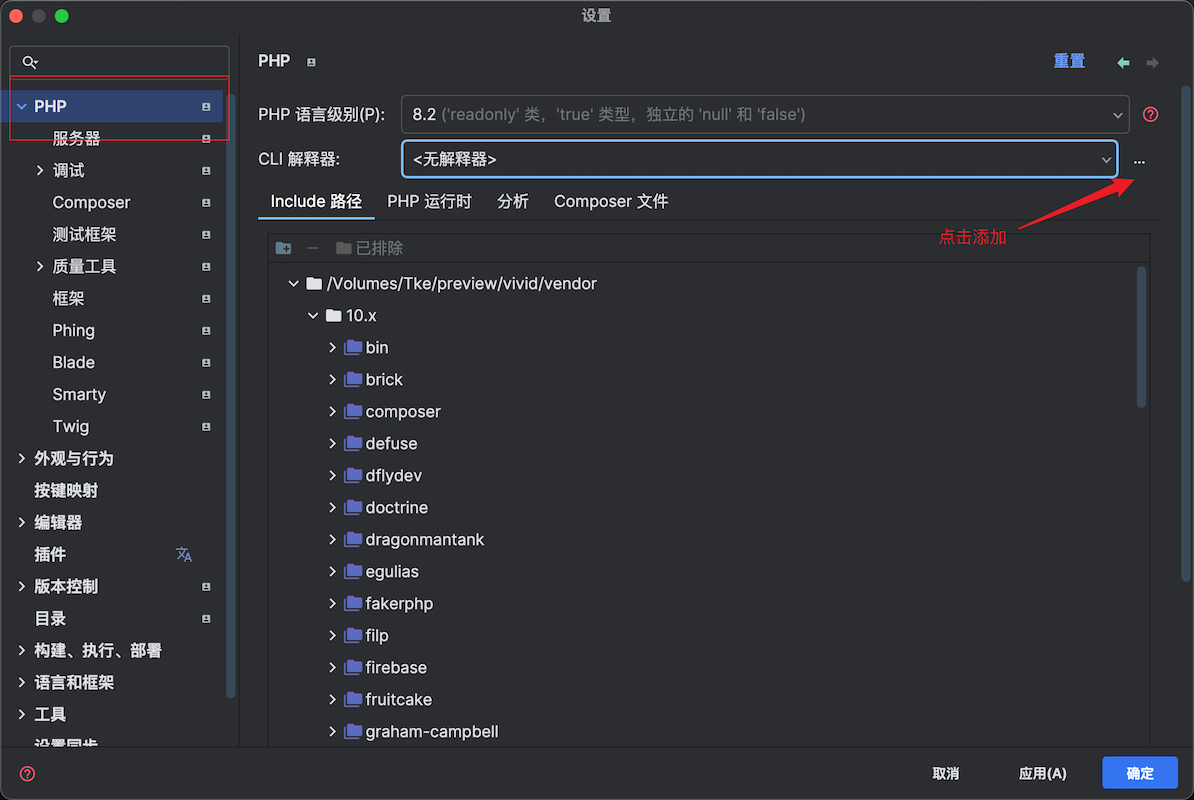 设置
PHP
服务器
调试
Composer
测试框架
质量工具
框架
Phing
Blade
Smarty
Twig
外观与行为
按键映射
编辑器
插件
版本控制
目录
构建、执行、部署
语言和框架
工具
设置同步
PHP
重置
PHP 语言级别(P):
8.2 ('readonly' 类，'true' 类型，独立的 'null' 和 'false')
CLI 解释器:
<无解释器>
...
Include 路径 PHP 运行时 分析 Composer 文件
点击添加
已排除
/Volumes/Tke/preview/vivid/vendor
10.x
bin
brick
composer
defuse
dflydev
doctrine
dragonmantank
egulias
fakerphp
filp
firebase
fruitcake
graham-campbell
取消 应用(A) 确定